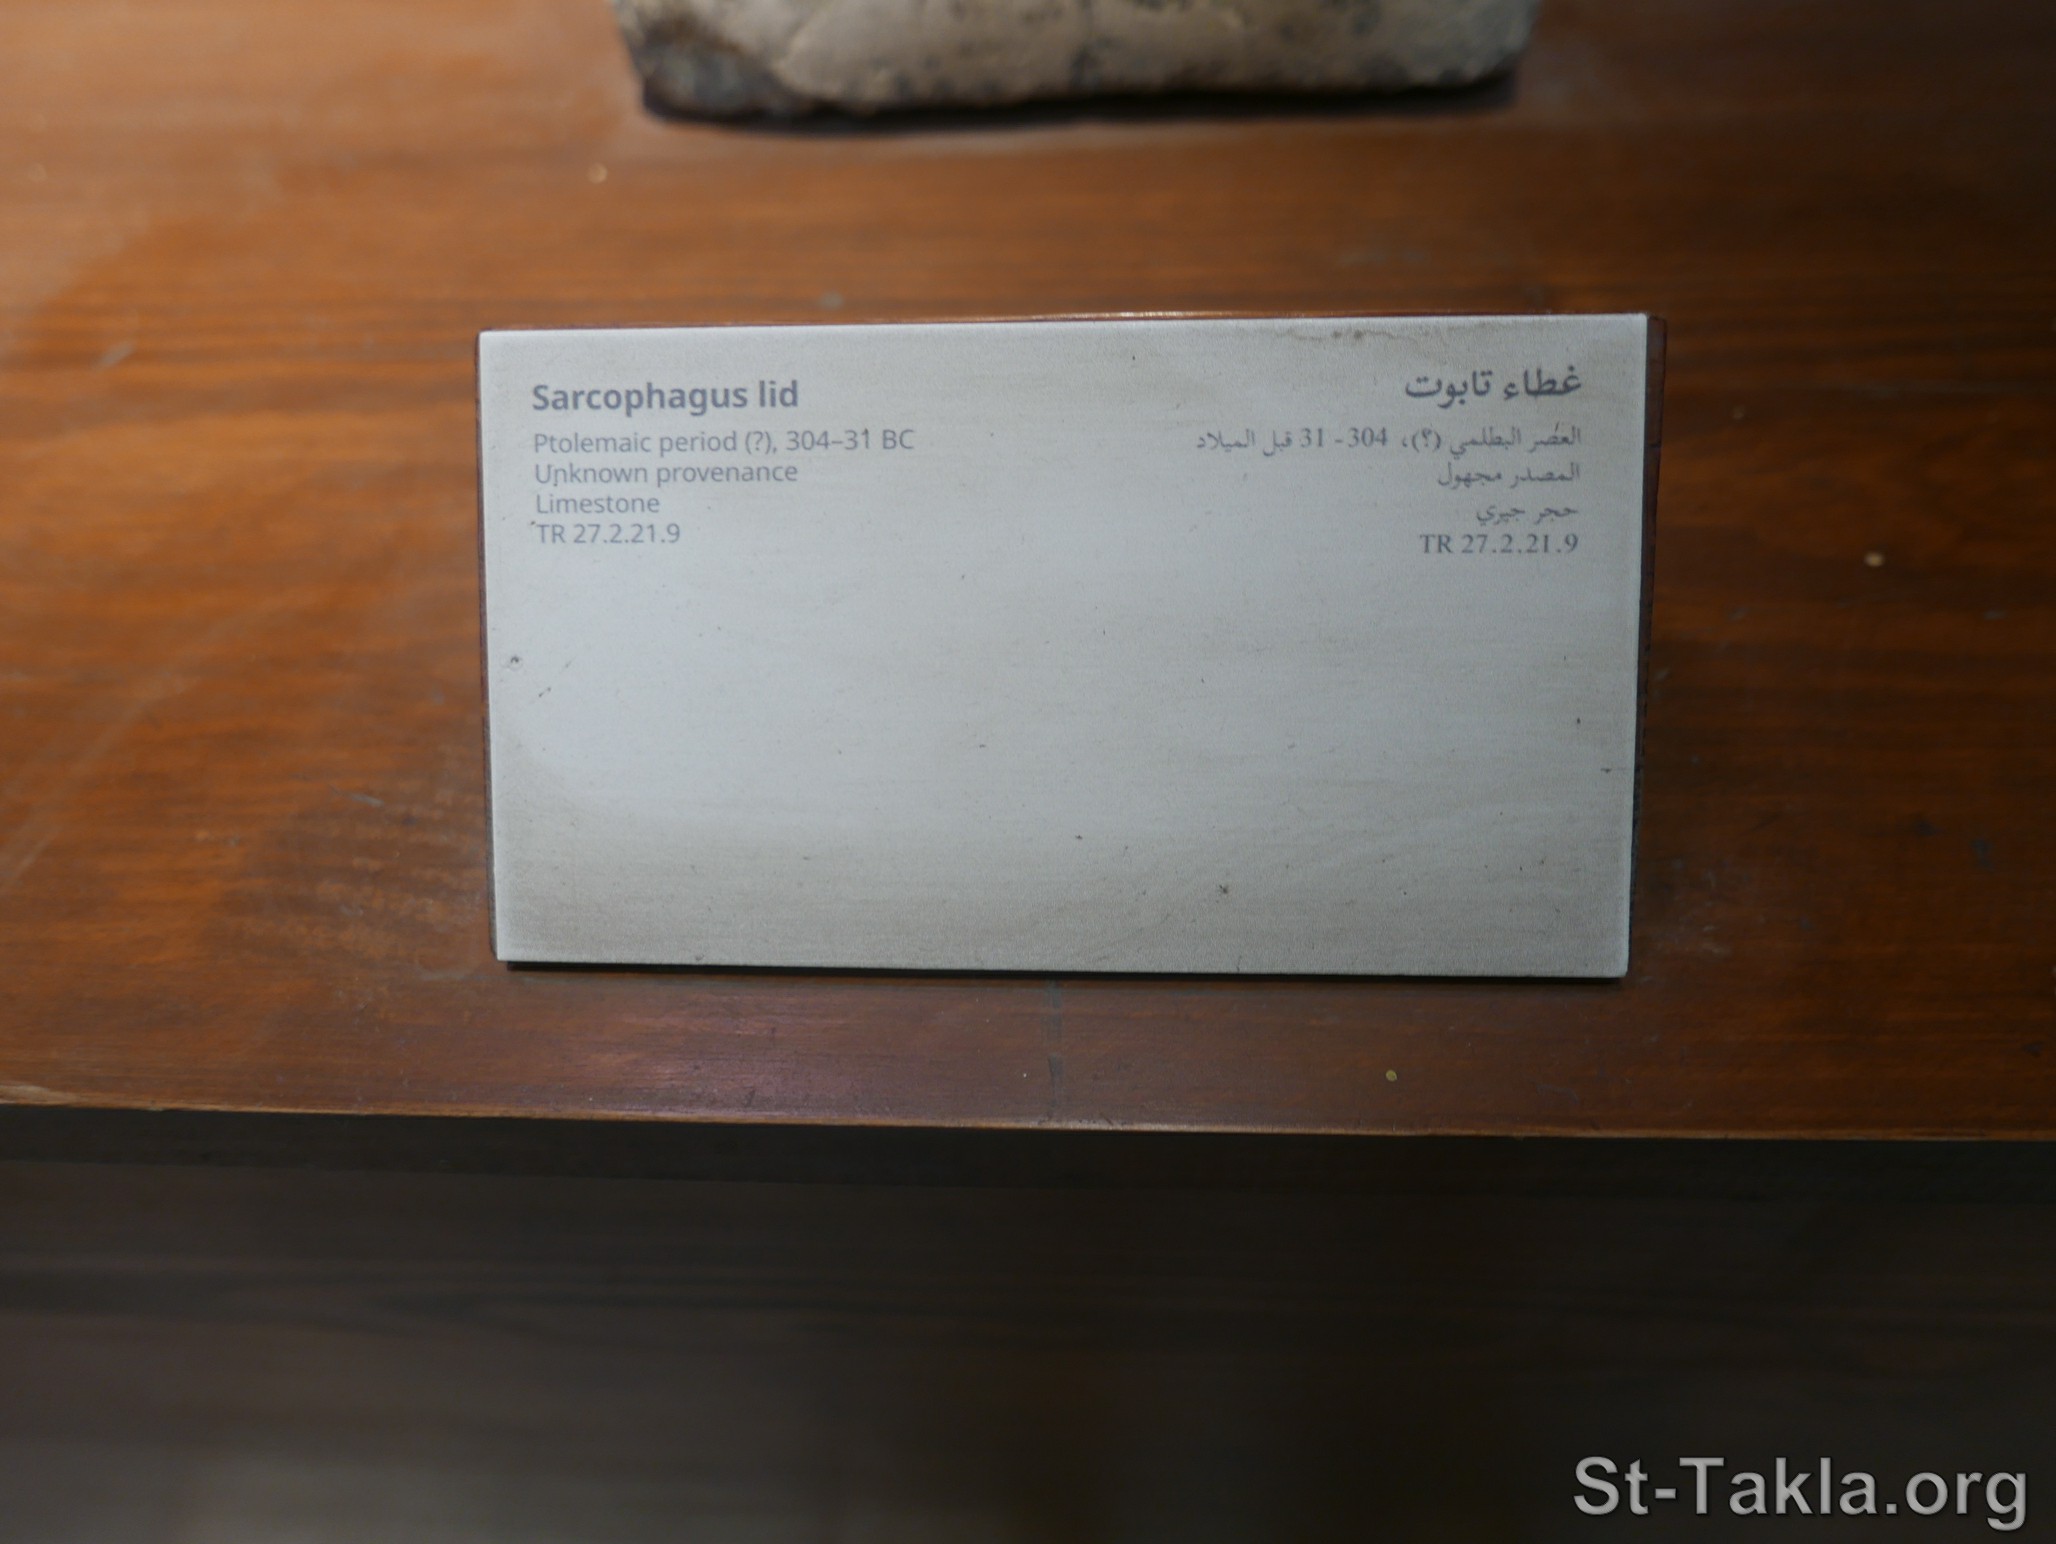 Sarcophagus lid
Ptolemaic period (?), 304–31 BC
Unknown provenance
Limestone
TR 27.2.21.9
غطاء تابوت
العصر البطلمي (؟)، 304- 31 قبل الميلاد
المصدر مجهول
حجر جيري
TR 27.2.21.9
St-Takla.org